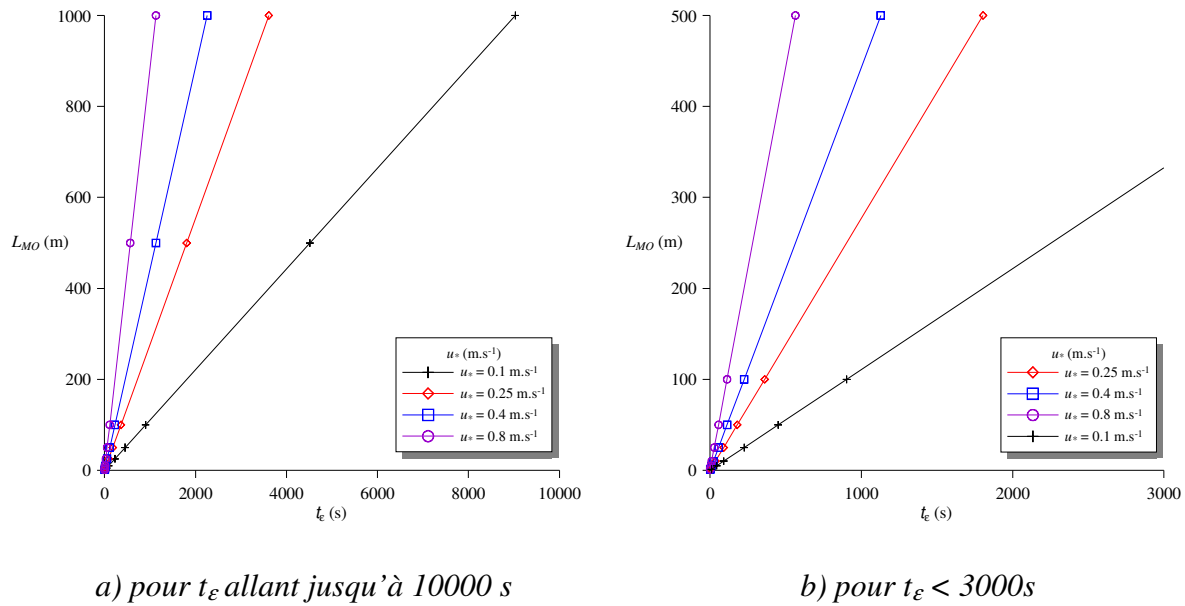 1000
800
600
400
200
0
L_MO (m)
0 2000 4000 6000 8000 10000
t_ε (s)
u* (m.s⁻¹)
u* = 0.1 m.s⁻¹
u* = 0.25 m.s⁻¹
u* = 0.4 m.s⁻¹
u* = 0.8 m.s⁻¹
a) pour t_ε allant jusqu’à 10000 s
500
400
300
200
100
0
L_MO (m)
0 1000 2000 3000
t_ε (s)
u* (m.s⁻¹)
u* = 0.25 m.s⁻¹
u* = 0.4 m.s⁻¹
u* = 0.8 m.s⁻¹
u* = 0.1 m.s⁻¹
b) pour t_ε < 3000s